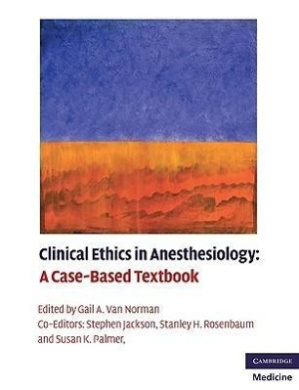 Clinical Ethics in Anesthesiology:
A Case-Based Textbook
Edited by Gail A. Van Norman
Co-Editors: Stephen Jackson, Stanley H. Rosenbaum
and Susan K. Palmer,
CAMBRIDGE
Medicine